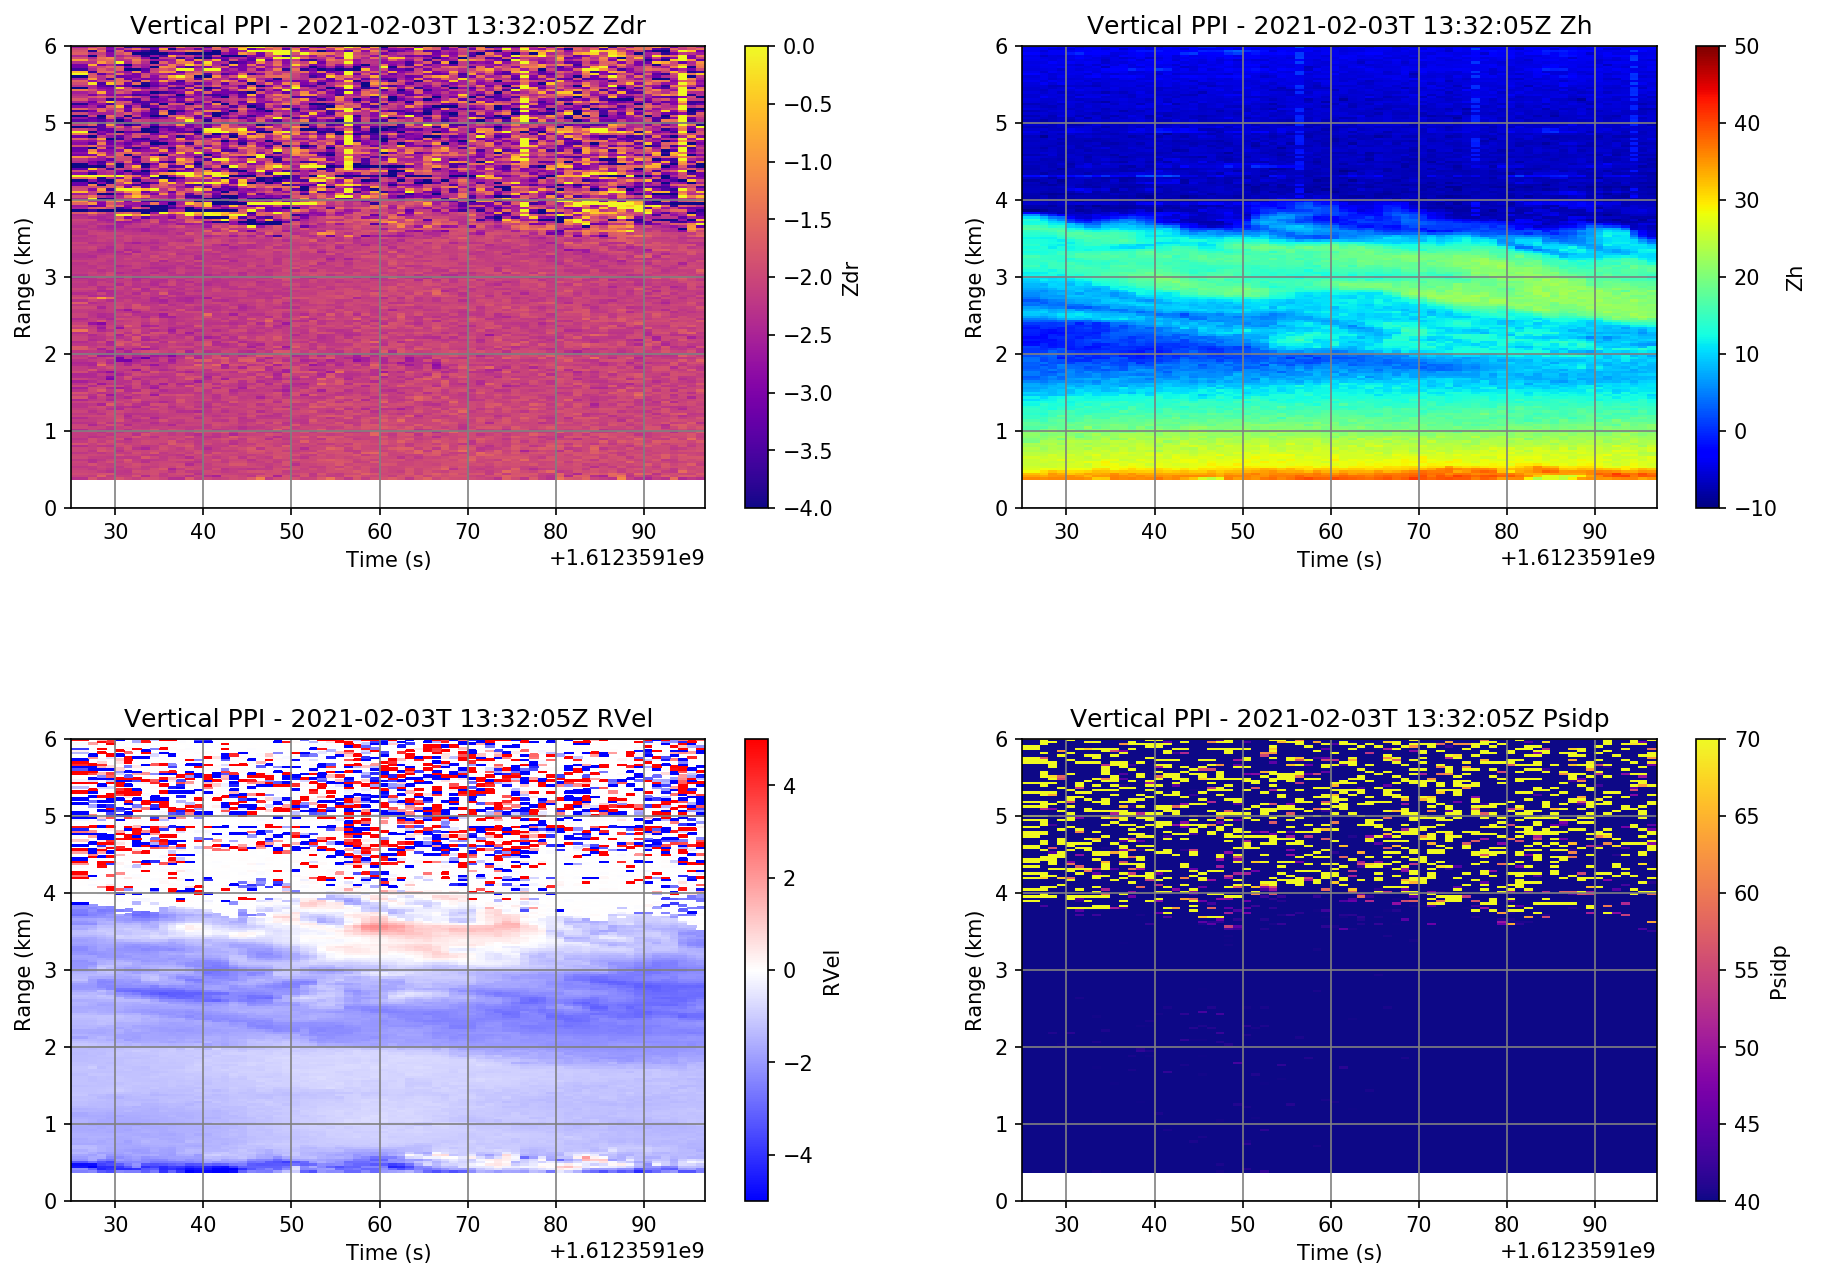 Vertical PPI - 2021-02-03T 13:32:05Z Zdr
6
5
4
3
2
1
0
Range (km)
30 40 50 60 70 80 90
Time (s)
+1.6123591e9
0.0
−0.5
−1.0
−1.5
−2.0
−2.5
−3.0
−3.5
−4.0
Zdr
Vertical PPI - 2021-02-03T 13:32:05Z Zh
6
5
4
3
2
1
0
Range (km)
30 40 50 60 70 80 90
Time (s)
+1.6123591e9
50
40
30
20
10
0
−10
Zh
Vertical PPI - 2021-02-03T 13:32:05Z RVel
6
5
4
3
2
1
0
Range (km)
30 40 50 60 70 80 90
Time (s)
+1.6123591e9
4
2
0
−2
−4
RVel
Vertical PPI - 2021-02-03T 13:32:05Z Psidp
6
5
4
3
2
1
0
Range (km)
30 40 50 60 70 80 90
Time (s)
+1.6123591e9
70
65
60
55
50
45
40
Psidp